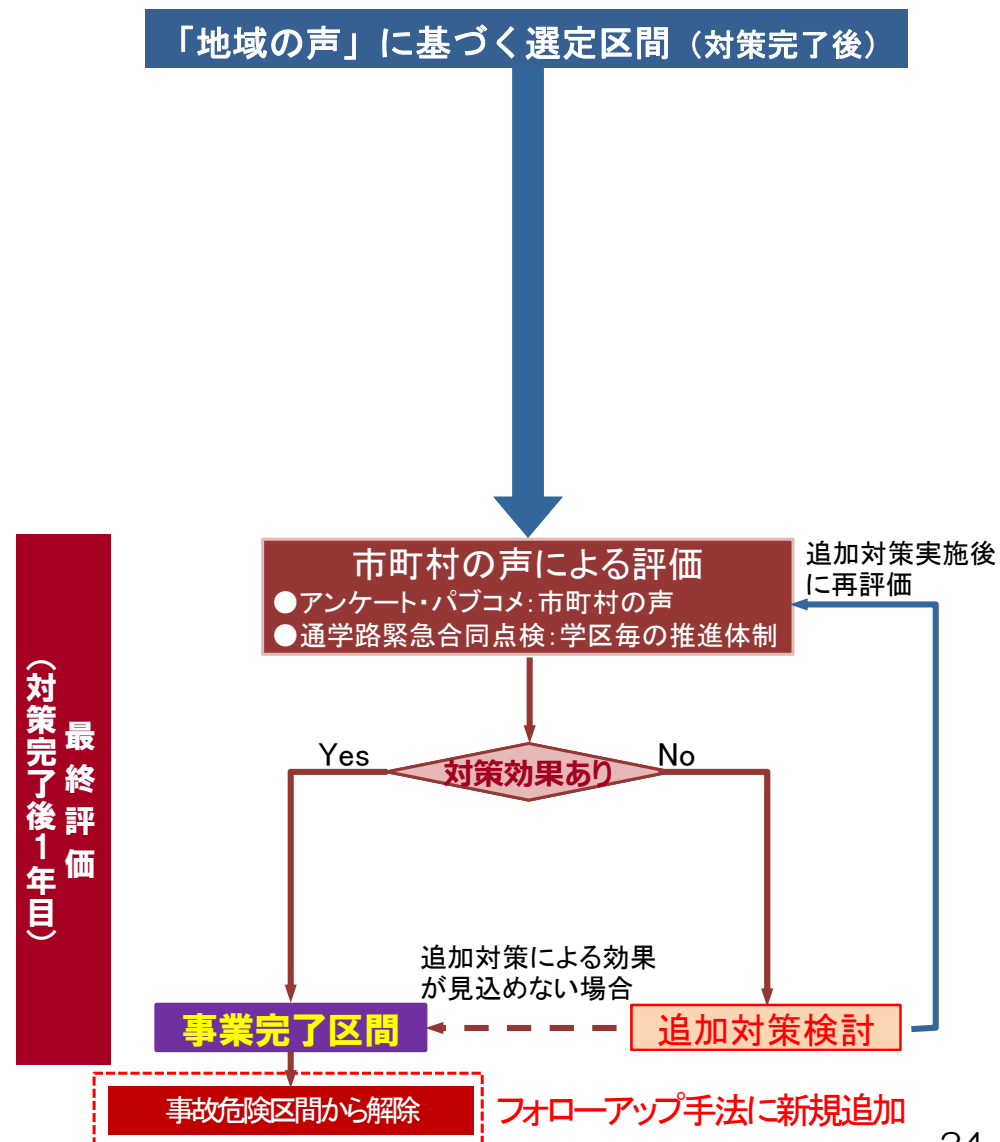 「地域の声」に基づく選定区間（対策完了後）
市町村の声による評価
●アンケート・パブコメ：市町村の声
●通学路緊急合同点検：学区毎の推進体制
追加対策実施後
に再評価
最終評価
（対策完了後1年目）
Yes
対策効果あり
No
追加対策による効果
が見込めない場合
事業完了区間
追加対策検討
事故危険区間から解除
フォローアップ手法に新規追加